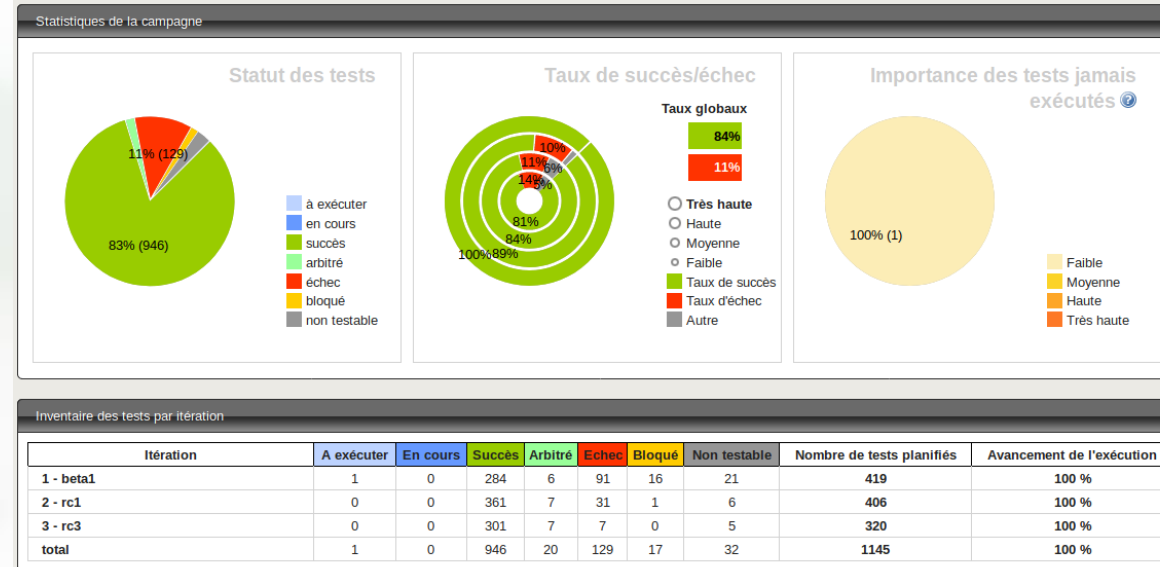 Statistiques de la campagne
Statut des tests
11% (129)
83% (946)
à exécuter
en cours
succès
arbitré
échec
bloqué
non testable
Taux de succès/échec
Taux globaux
84%
11%
10%
11%
6%
14%
5%
81%
84%
100%
89%
Très haute
Haute
Moyenne
Faible
Taux de succès
Taux d'échec
Autre
Importance des tests jamais
exécutés ?
100% (1)
Faible
Moyenne
Haute
Très haute
Inventaire des tests par itération
Itération A exécuter En cours Succès Arbitré Echec Bloqué Non testable Nombre de tests planifiés Avancement de l'exécution
1 - beta1 1 0 284 6 91 16 21 419 100 %
2 - rc1 0 0 361 7 31 1 6 406 100 %
3 - rc3 0 0 301 7 7 0 5 320 100 %
total 1 0 946 20 129 17 32 1145 100 %